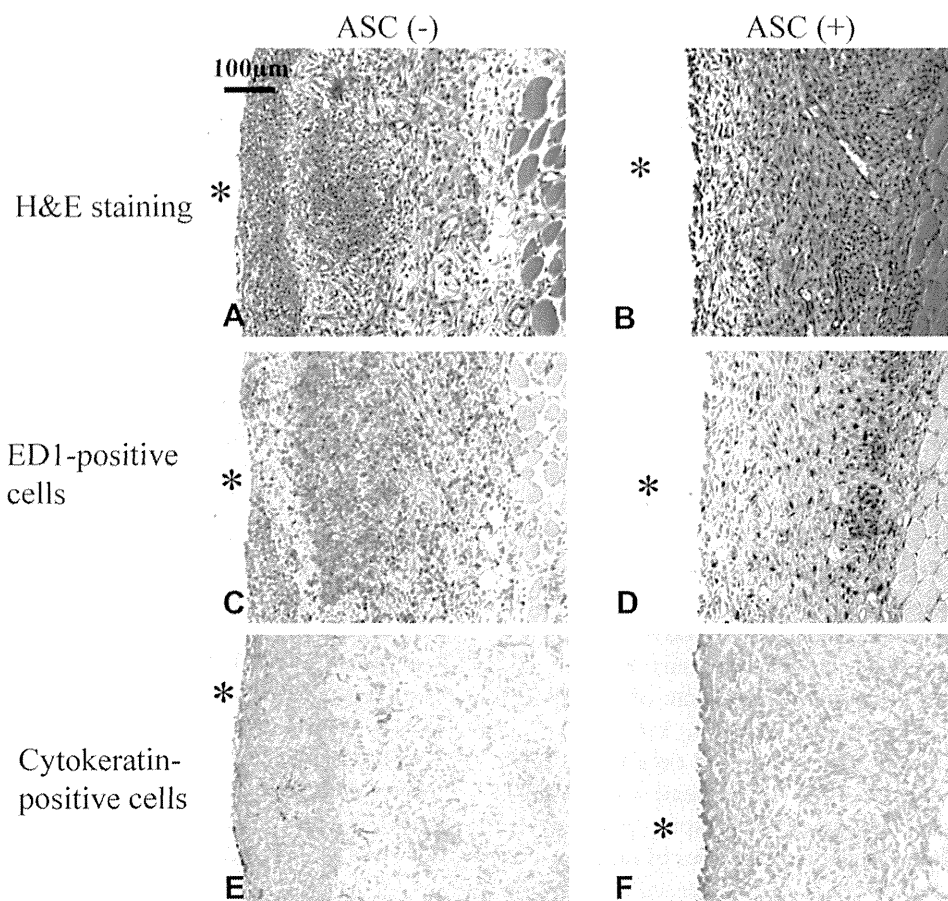 ASC (-)
ASC (+)
100µm
H&E staining
*
*
A
B
ED1-positive
cells
*
*
C
D
Cytokeratin-
positive cells
*
*
E
F